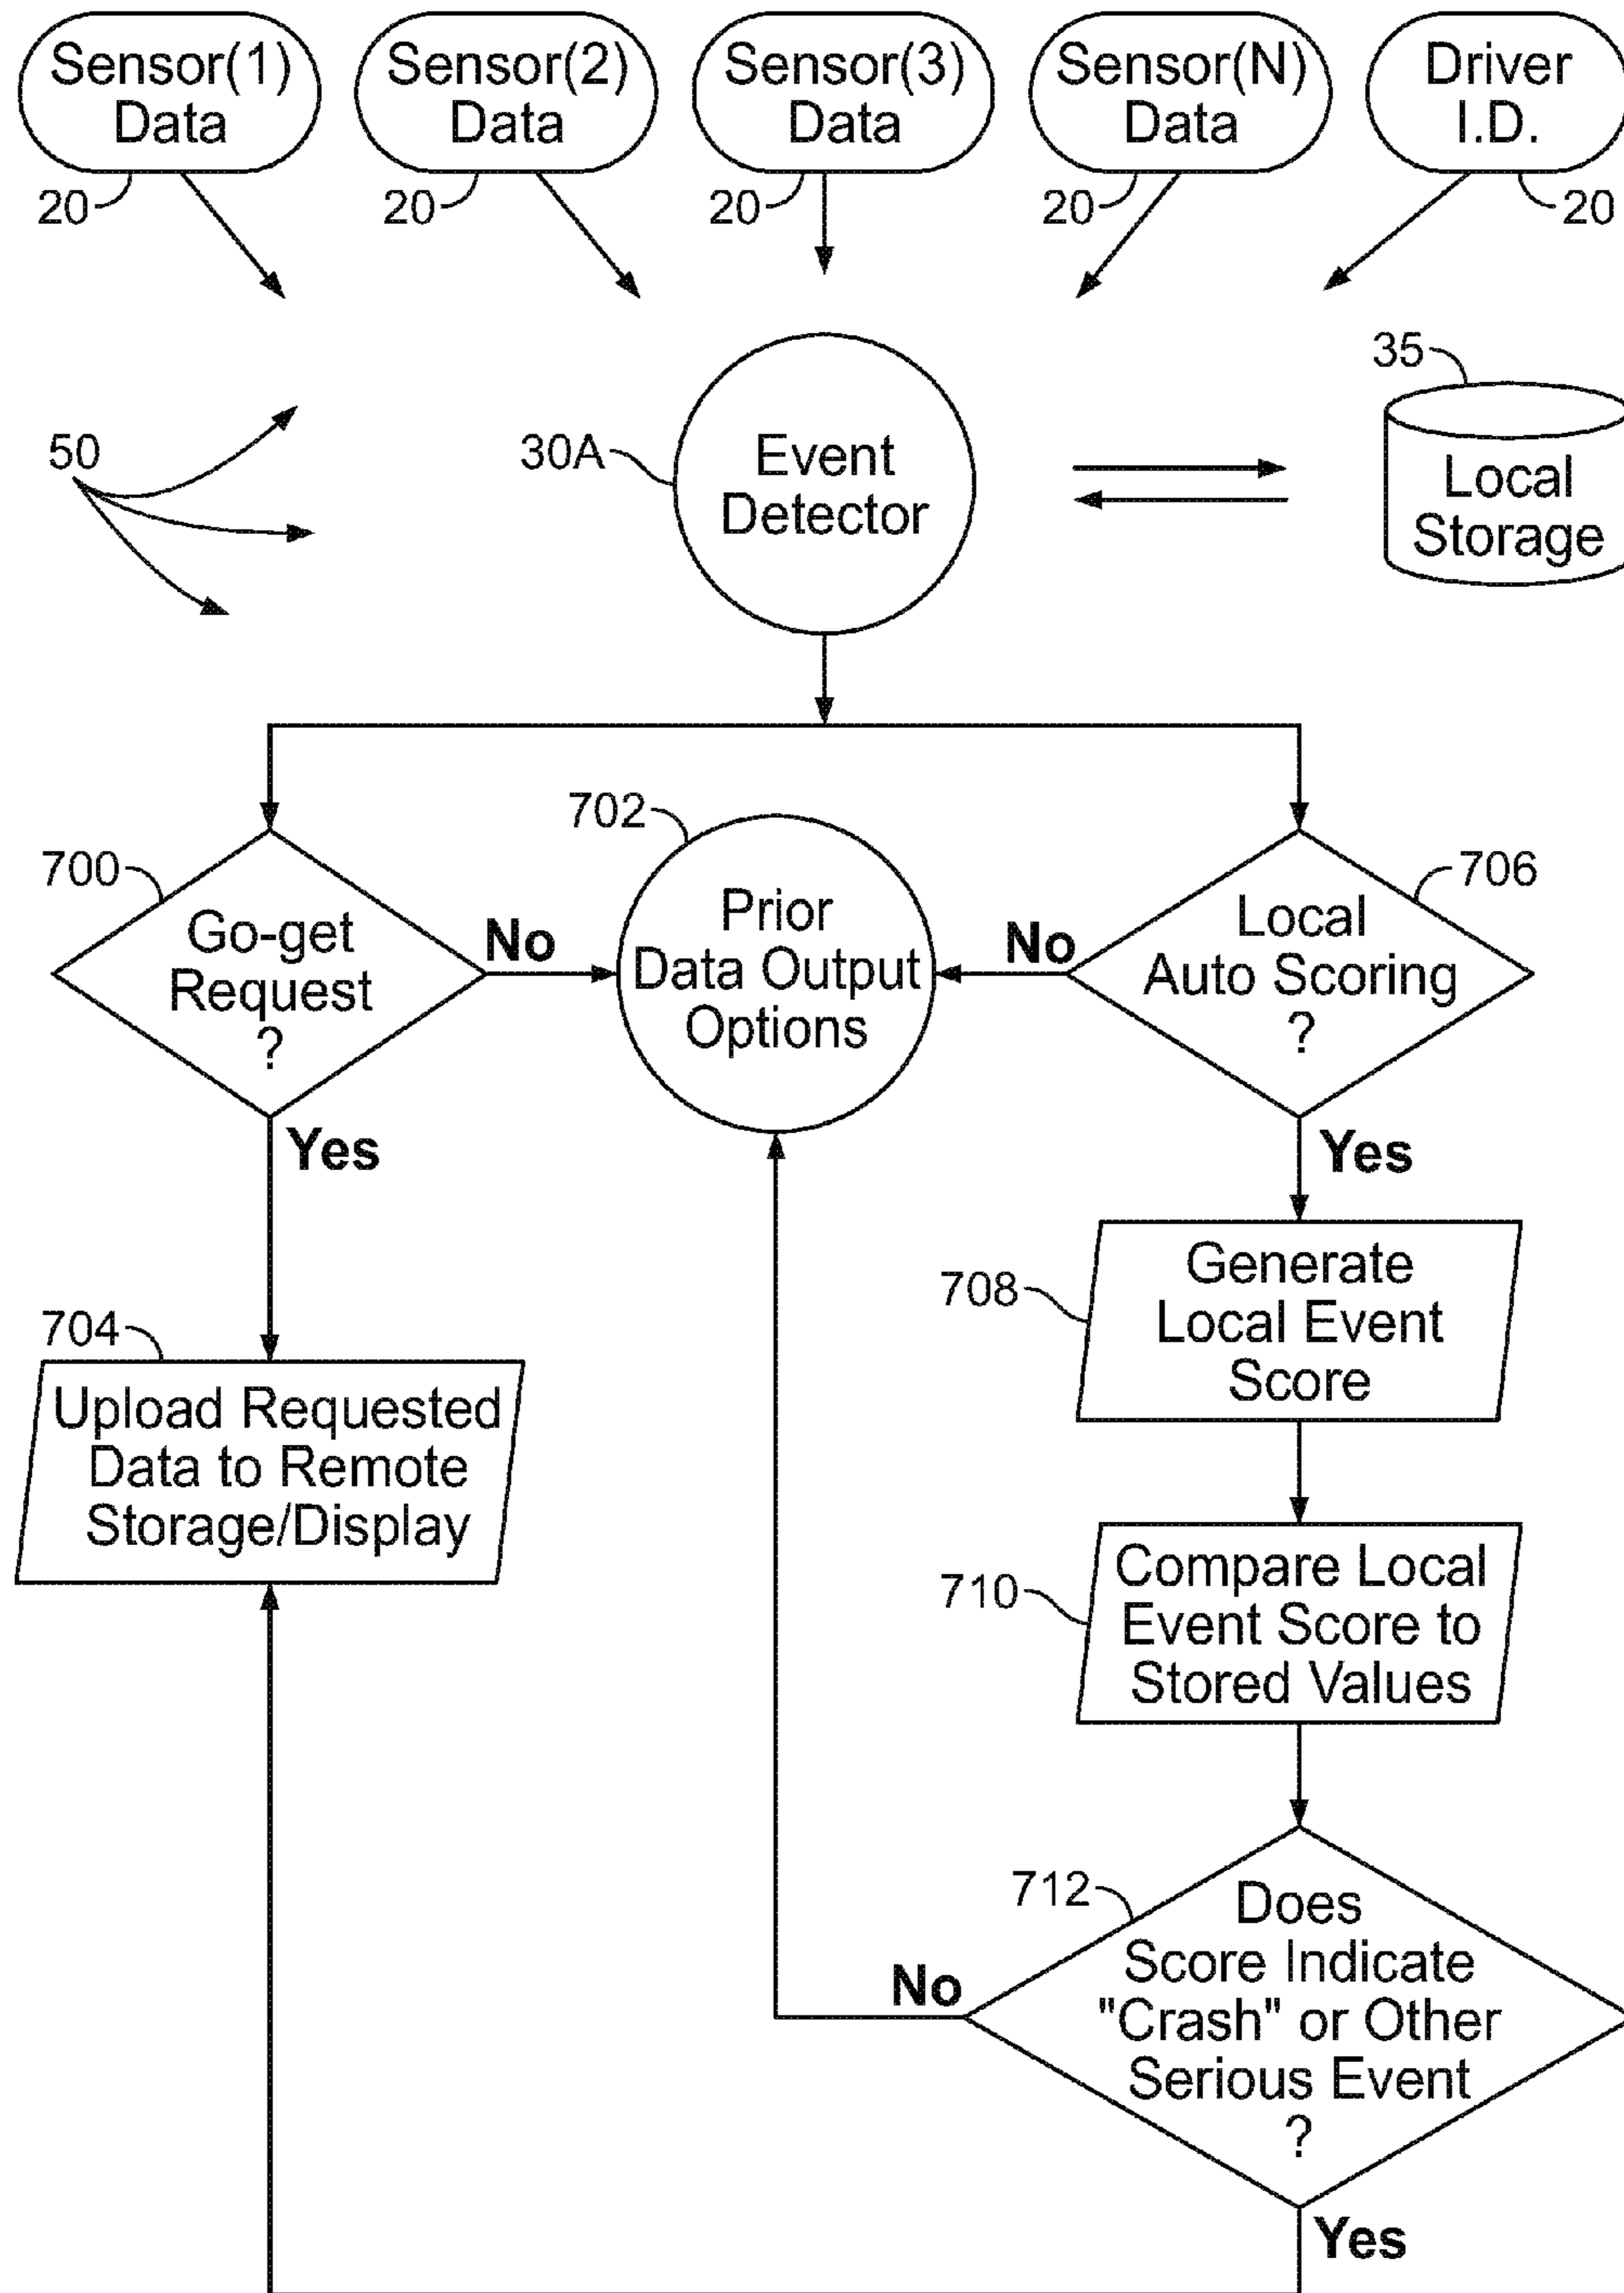 Sensor(1)
Data
Sensor(2)
Data
Sensor(3)
Data
Sensor(N)
Data
Driver
I.D.
20
20
20
20
20
50
30A
Event
Detector
35
Local
Storage
700
Go-get
Request
?
No
702
Prior
Data Output
Options
No
706
Local
Auto Scoring
?
Yes
Yes
704
Upload Requested
Data to Remote
Storage/Display
708
Generate
Local Event
Score
710
Compare Local
Event Score to
Stored Values
712
Does
Score Indicate
"Crash" or Other
Serious Event
?
No
Yes